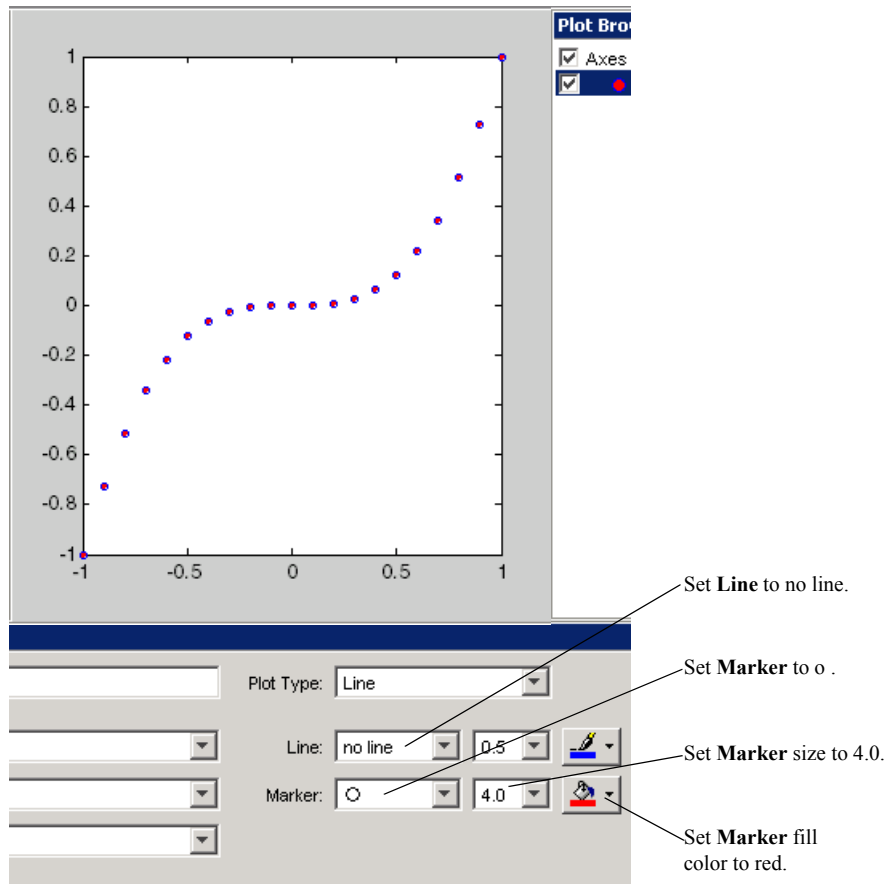 Plot Bro
Axes
1
0.8
0.6
0.4
0.2
0
-0.2
-0.4
-0.6
-0.8
-1
-1 -0.5 0 0.5 1
Set Line to no line.
Set Marker to o .
Plot Type: Line
Line: no line 0.5
Set Marker size to 4.0.
Marker: O 4.0
Set Marker fill
color to red.